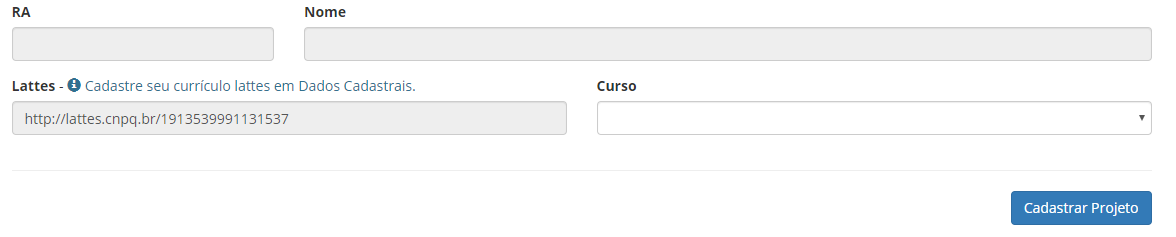 RA
Nome
Lattes - Cadastre seu currículo lattes em Dados Cadastrais.
Curso
http://lattes.cnpq.br/1913539991131537
Cadastrar Projeto